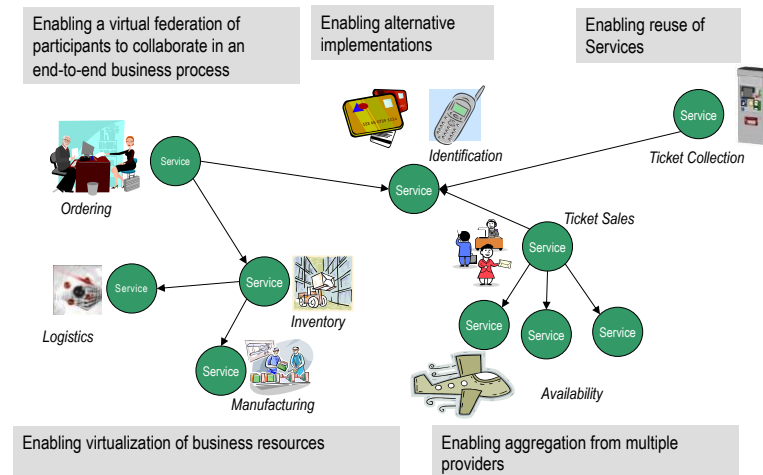 Enabling a virtual federation of
participants to collaborate in an
end-to-end business process
Enabling alternative
implementations
Enabling reuse of
Services
Service
Ticket Collection
Identification
Service
Service
Ordering
Ticket Sales
Service
Service
Service
Logistics
Inventory
Service
Service
Service
Service
Manufacturing
Availability
Enabling virtualization of business resources
Enabling aggregation from multiple
providers